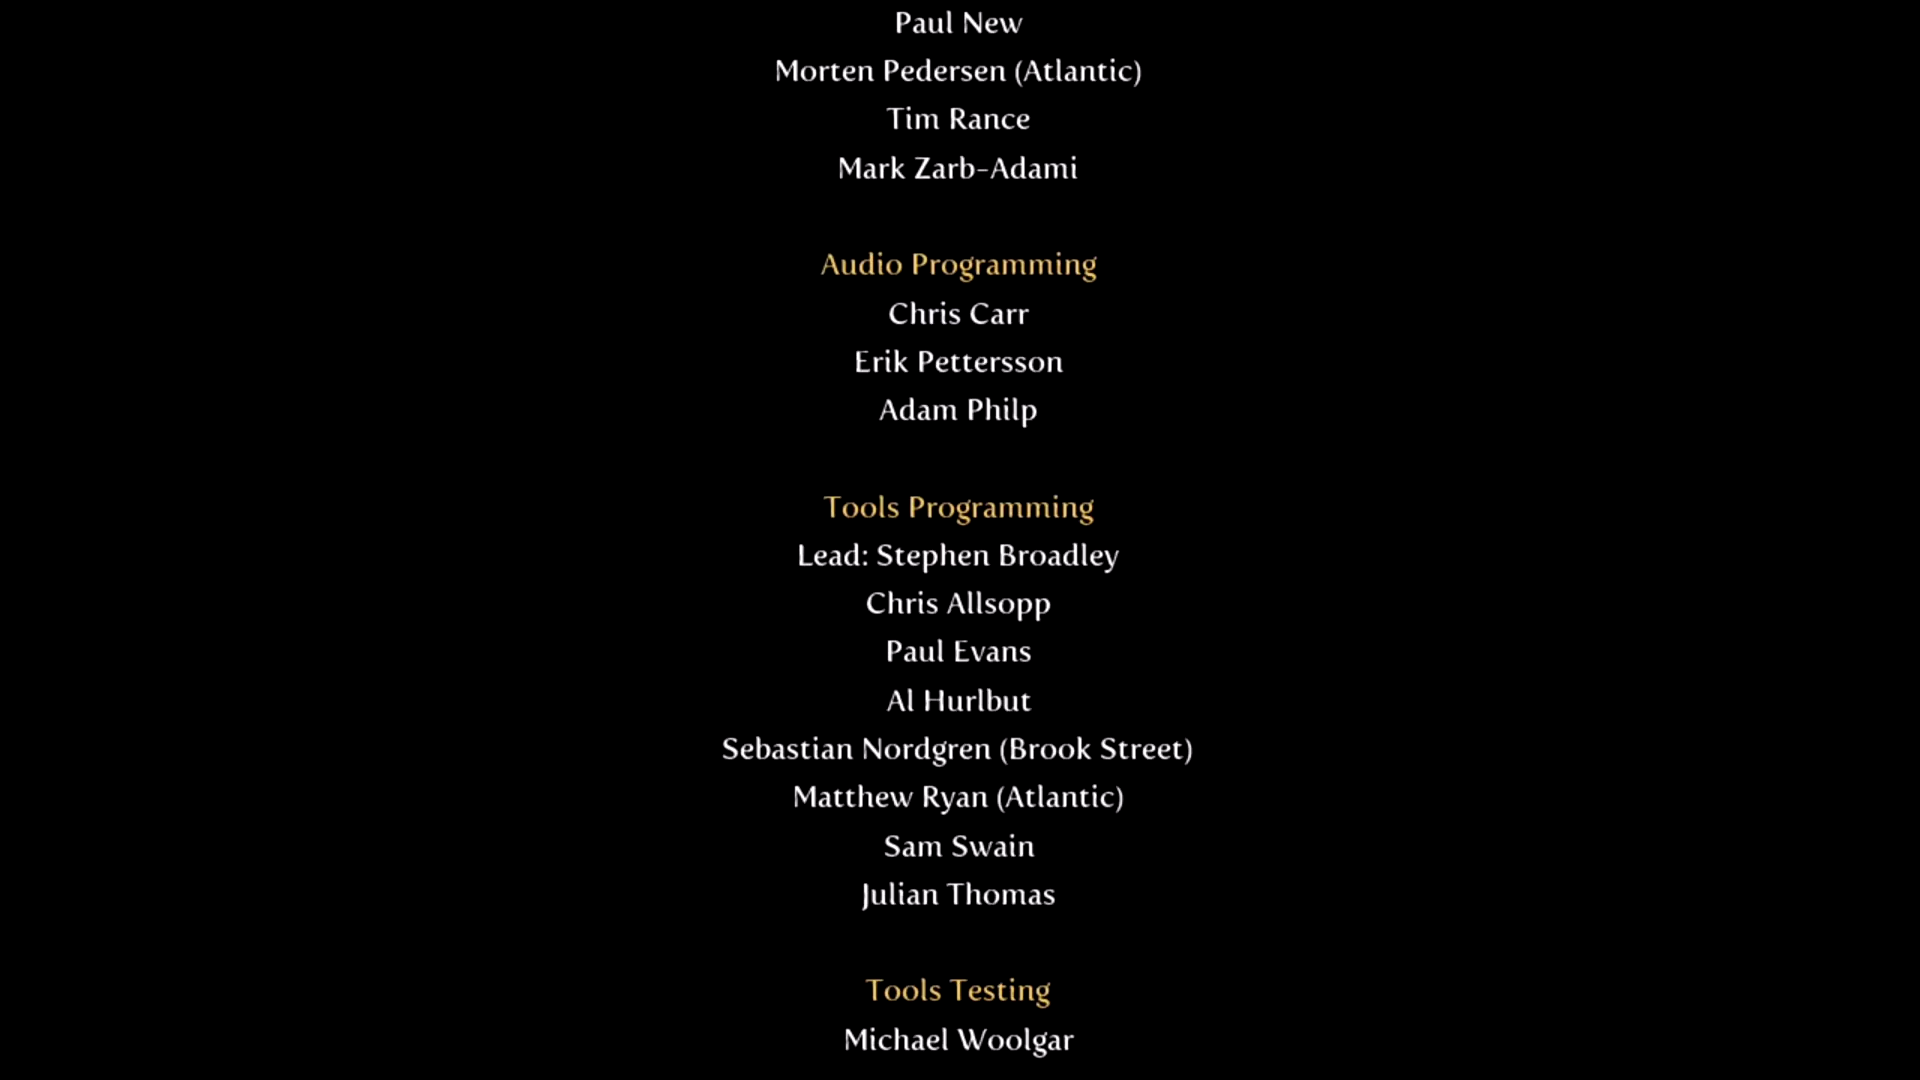 Paul New
Morten Pedersen (Atlantic)
Tim Rance
Mark Zarb-Adami
Audio Programming
Chris Carr
Erik Pettersson
Adam Philp
Tools Programming
Lead: Stephen Broadley
Chris Allsopp
Paul Evans
Al Hurlbut
Sebastian Nordgren (Brook Street)
Matthew Ryan (Atlantic)
Sam Swain
Julian Thomas
Tools Testing
Michael Woolgar